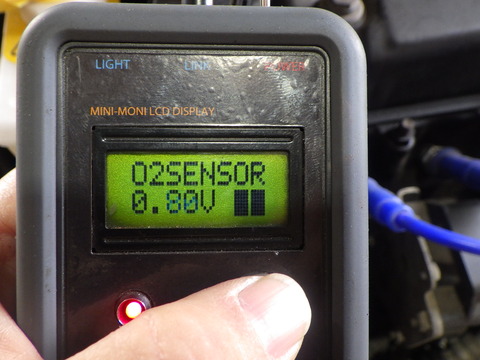 LIGHT LINK
MINI-MONI LCD DISPLAY
O2SENSOR
0.80V